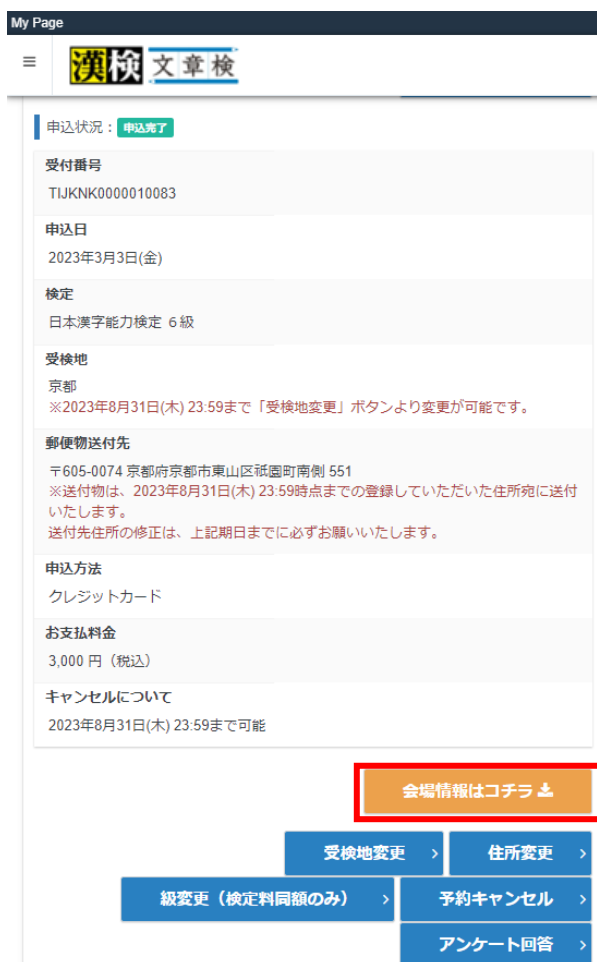 My Page
漢検 文章検
申込状況：申込完了
受付番号
TIJKNK0000010083
申込日
2023年3月3日(金)
検定
日本漢字能力検定 ６級
受検地
京都
※2023年8月31日(木) 23:59まで「受検地変更」ボタンより変更が可能です。
郵便物送付先
〒605-0074 京都府京都市東山区祇園町南側 551
※送付物は、2023年8月31日(木) 23:59時点までの登録していただいた住所宛に送付
いたします。
送付先住所の修正は、上記期日までに必ずお願いいたします。
申込方法
クレジットカード
お支払料金
3,000 円（税込）
キャンセルについて
2023年8月31日(木) 23:59まで可能
会場情報はコチラ
受検地変更
住所変更
級変更（検定料同額のみ）
予約キャンセル
アンケート回答